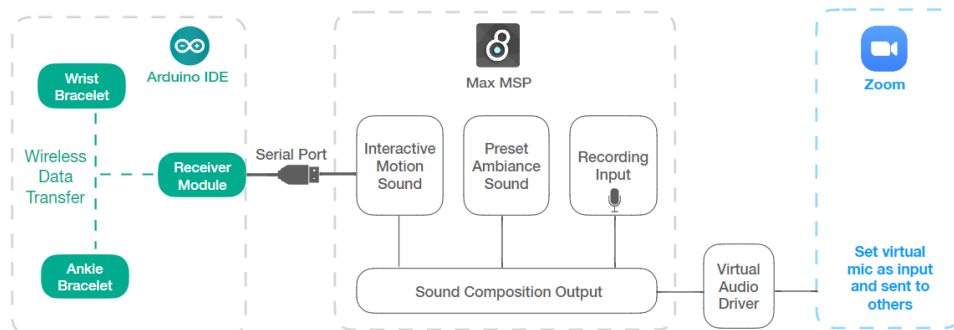 Arduino IDE
Wrist
Bracelet
Wireless
Data
Transfer
Receiver
Module
Ankle
Bracelet
Serial Port
Max MSP
Interactive
Motion
Sound
Preset
Ambiance
Sound
Recording
Input
Sound Composition Output
Virtual
Audio
Driver
Zoom
Set virtual
mic as input
and sent to
others